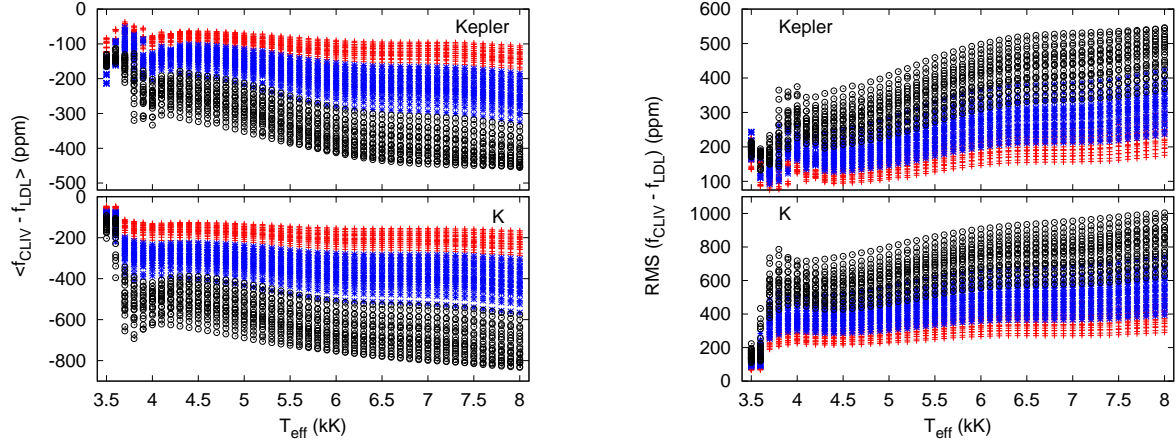 0
-100
-200
-300
-400
-500
Kepler
0
-200
-400
-600
-800
K
<f_CLIV - f_LDL> (ppm)
3.5 4 4.5 5 5.5 6 6.5 7 7.5 8
T_eff (kK)
600
500
400
300
200
100
Kepler
1000
800
600
400
200
0
K
RMS (f_CLIV - f_LDL) (ppm)
3.5 4 4.5 5 5.5 6 6.5 7 7.5 8
T_eff (kK)